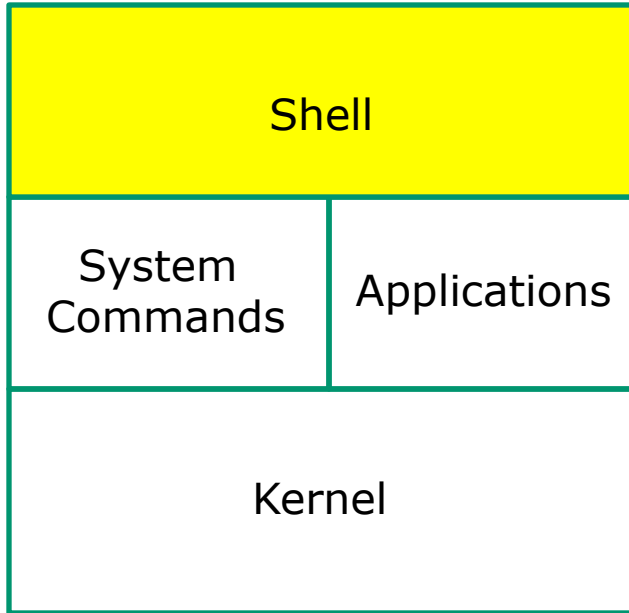 Shell
System
Commands
Applications
Kernel